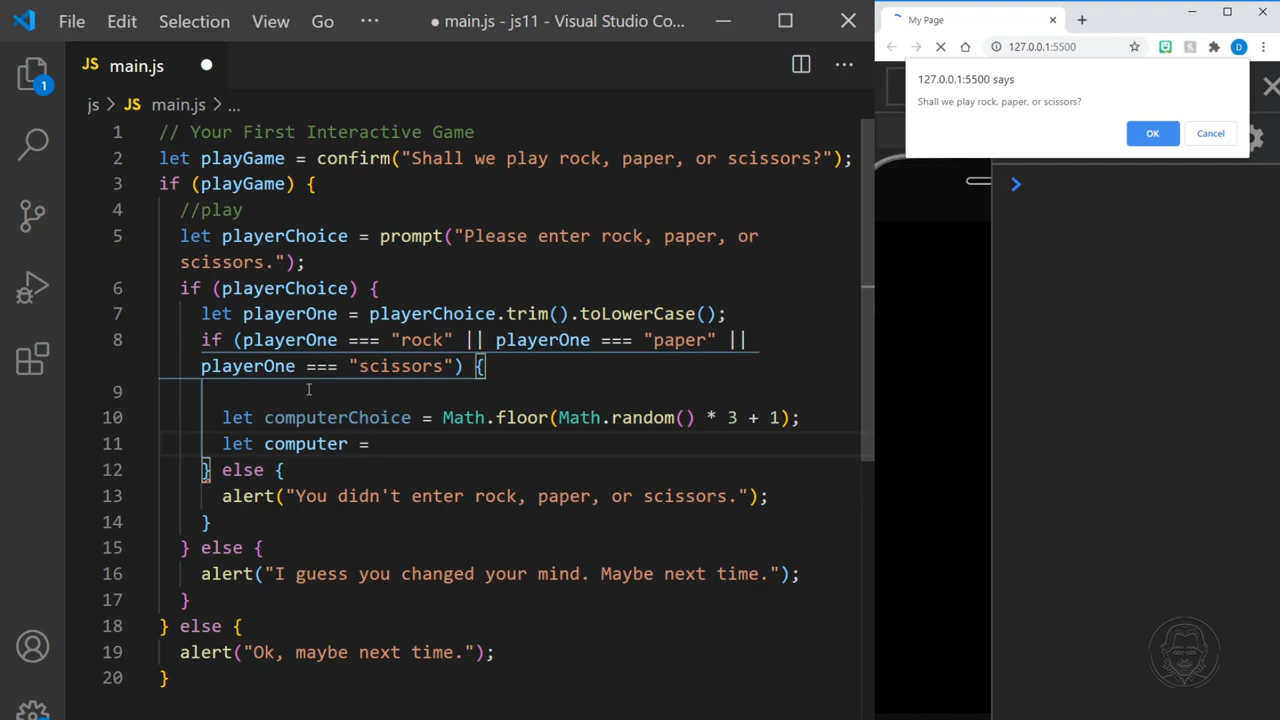 File Edit Selection View Go ··· ● main.js - js11 - Visual Studio Co...
JS main.js ●
js > JS main.js > ...
1 // Your First Interactive Game
2 let playGame = confirm("Shall we play rock, paper, or scissors?");
3 if (playGame) {
4 //play
5 let playerChoice = prompt("Please enter rock, paper, or
scissors.");
6 if (playerChoice) {
7 let playerOne = playerChoice.trim().toLowerCase();
8 if (playerOne === "rock" || playerOne === "paper" ||
playerOne === "scissors") {
9
10 let computerChoice = Math.floor(Math.random() * 3 + 1);
11 let computer =
12 } else {
13 alert("You didn't enter rock, paper, or scissors.");
14 }
15 } else {
16 alert("I guess you changed your mind. Maybe next time.");
17 }
18 } else {
19 alert("Ok, maybe next time.");
20 }
1
My Page
127.0.0.1:5500
D
127.0.0.1:5500 says
Shall we play rock, paper, or scissors?
OK Cancel